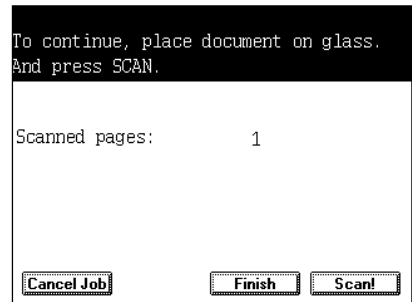 To continue, place document on glass.
And press SCAN.
Scanned pages: 1
Cancel Job Finish Scan!